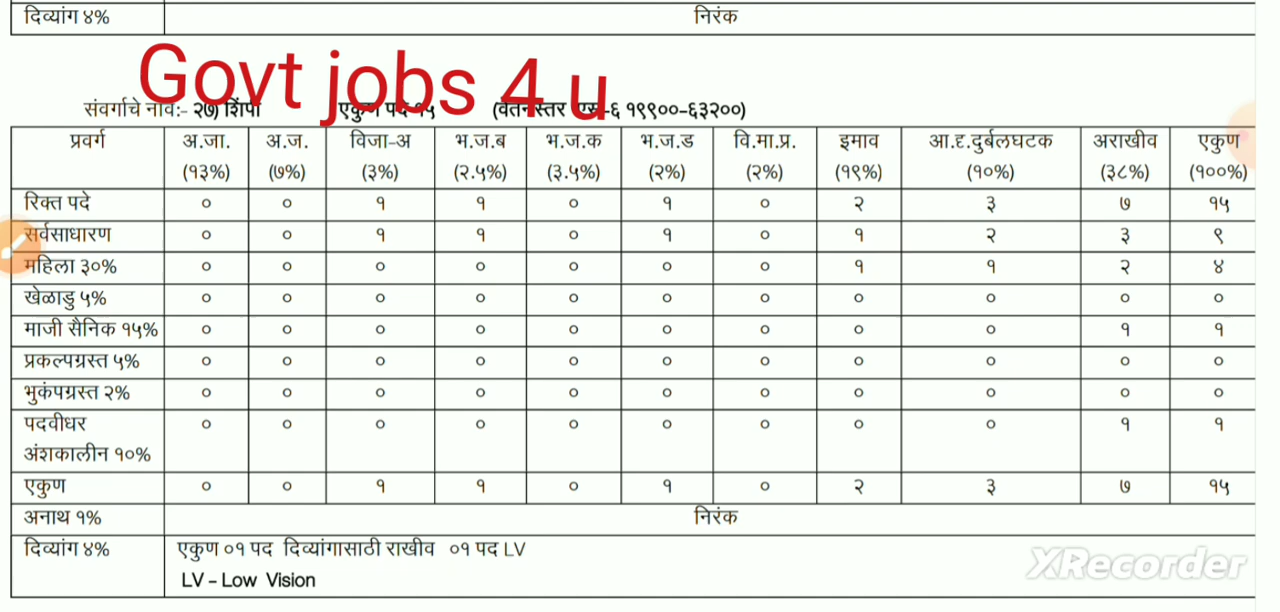 दिव्यांग ४% निरंक
Govt jobs 4 u
संवर्गाचे नाव:- २७) शिंपी एकुण पदे-१५ (वेतनस्तर एस-६ १९९००-६३२००)
प्रवर्ग अ.जा. अ.ज. विजा-अ भ.ज.ब भ.ज.क भ.ज.ड वि.मा.प्र. इमाव आ.दृ.दुर्बलघटक अराखीव एकुण
(१३%) (७%) (३%) (२.५%) (३.५%) (२%) (२%) (१९%) (१०%) (३८%) (१००%)
रिक्त पदे ० ० १ १ ० १ ० २ ३ ७ १५
सर्वसाधारण ० ० १ १ ० १ ० १ २ ३ ९
महिला ३०% ० ० ० ० ० ० ० १ १ २ ४
खेळाडु ५% ० ० ० ० ० ० ० ० ० ० ०
माजी सैनिक १५% ० ० ० ० ० ० ० ० ० १ १
प्रकल्पग्रस्त ५% ० ० ० ० ० ० ० ० ० ० ०
भुकंपग्रस्त २% ० ० ० ० ० ० ० ० ० ० ०
पदवीधर ० ० ० ० ० ० ० ० ० १ १
अंशकालीन १०%
एकुण ० ० १ १ ० १ ० २ ३ ७ १५
अनाथ १% निरंक
दिव्यांग ४% एकुण ०१ पद दिव्यांगासाठी राखीव ०१ पद LV
LV – Low Vision
XRecorder